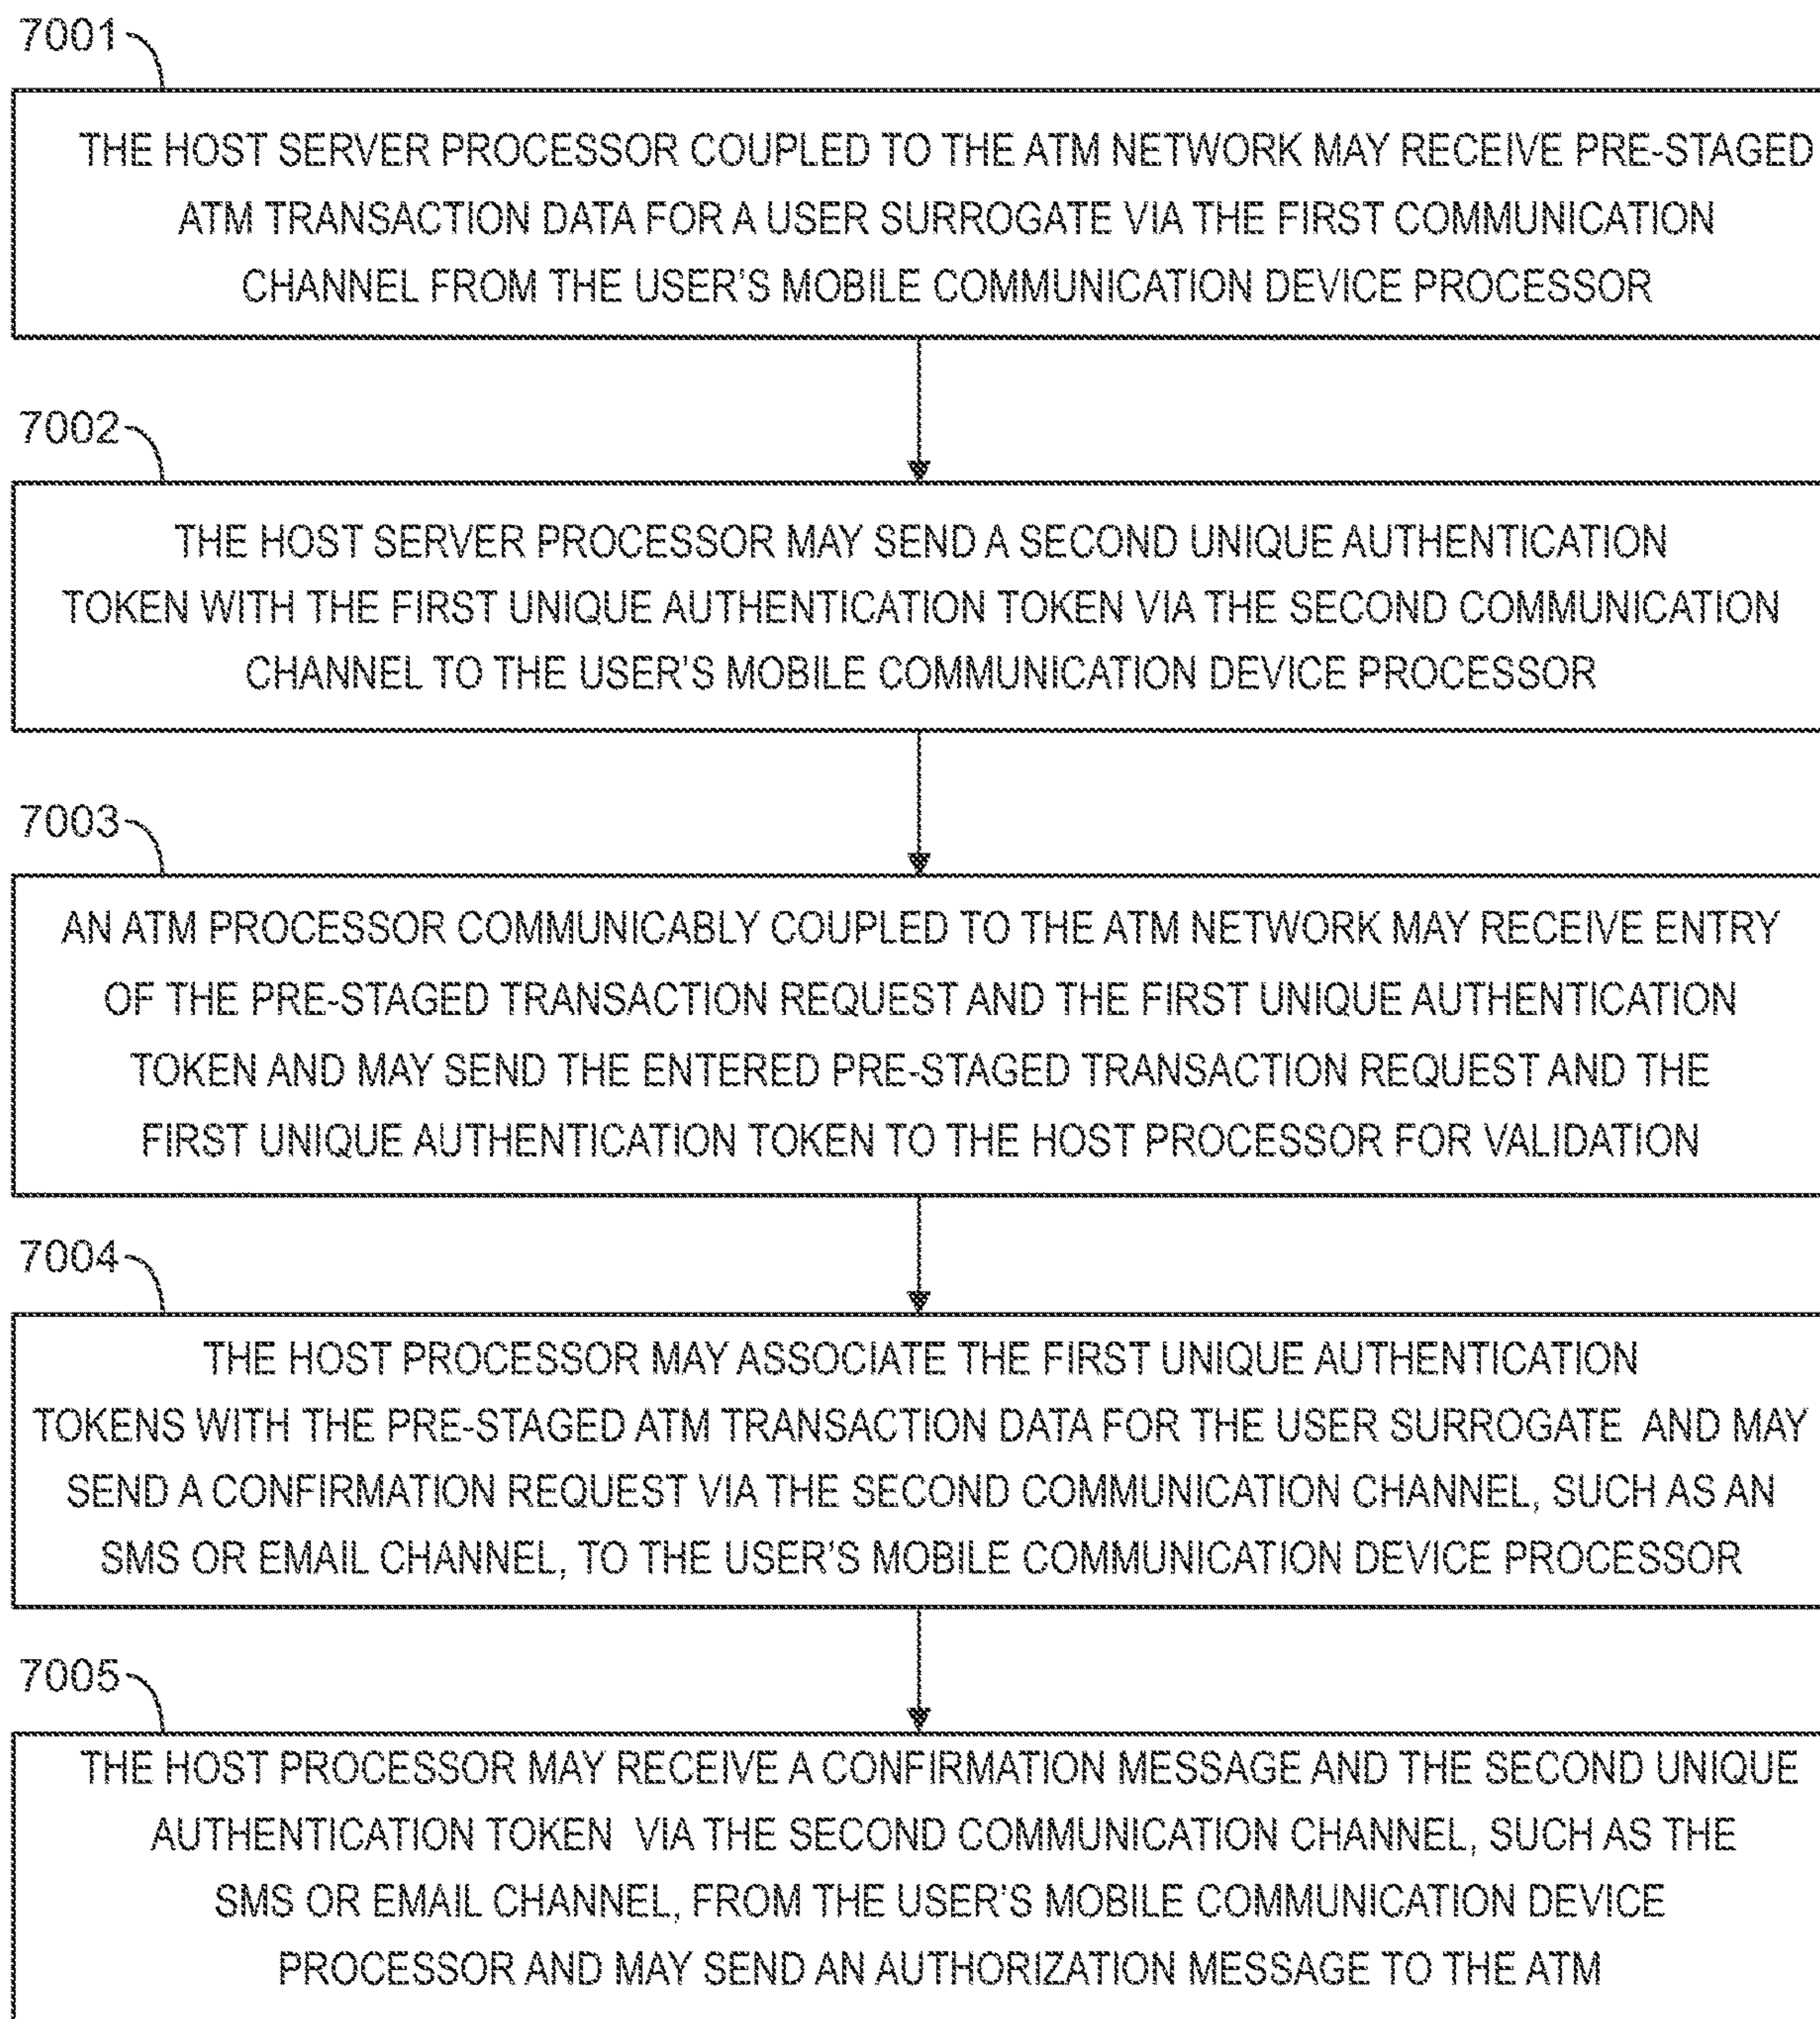 7001
THE HOST SERVER PROCESSOR COUPLED TO THE ATM NETWORK MAY RECEIVE PRE-STAGED
ATM TRANSACTION DATA FOR A USER SURROGATE VIA THE FIRST COMMUNICATION
CHANNEL FROM THE USER'S MOBILE COMMUNICATION DEVICE PROCESSOR
7002
THE HOST SERVER PROCESSOR MAY SEND A SECOND UNIQUE AUTHENTICATION
TOKEN WITH THE FIRST UNIQUE AUTHENTICATION TOKEN VIA THE SECOND COMMUNICATION
CHANNEL TO THE USER'S MOBILE COMMUNICATION DEVICE PROCESSOR
7003
AN ATM PROCESSOR COMMUNICABLY COUPLED TO THE ATM NETWORK MAY RECEIVE ENTRY
OF THE PRE-STAGED TRANSACTION REQUEST AND THE FIRST UNIQUE AUTHENTICATION
TOKEN AND MAY SEND THE ENTERED PRE-STAGED TRANSACTION REQUEST AND THE
FIRST UNIQUE AUTHENTICATION TOKEN TO THE HOST PROCESSOR FOR VALIDATION
7004
THE HOST PROCESSOR MAY ASSOCIATE THE FIRST UNIQUE AUTHENTICATION
TOKENS WITH THE PRE-STAGED ATM TRANSACTION DATA FOR THE USER SURROGATE AND MAY
SEND A CONFIRMATION REQUEST VIA THE SECOND COMMUNICATION CHANNEL, SUCH AS AN
SMS OR EMAIL CHANNEL, TO THE USER'S MOBILE COMMUNICATION DEVICE PROCESSOR
7005
THE HOST PROCESSOR MAY RECEIVE A CONFIRMATION MESSAGE AND THE SECOND UNIQUE
AUTHENTICATION TOKEN VIA THE SECOND COMMUNICATION CHANNEL, SUCH AS THE
SMS OR EMAIL CHANNEL, FROM THE USER'S MOBILE COMMUNICATION DEVICE
PROCESSOR AND MAY SEND AN AUTHORIZATION MESSAGE TO THE ATM